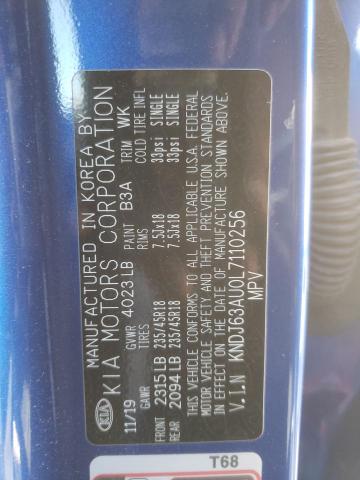 MANUFACTURED IN KOREA BY
KIA KIA MOTORS CORPORATION
11/19 GVWR 4023LB PAINT B3A TRIM WK
GAWR TIRES RIMS COLD TIRE INFL
FRONT 2315LB 235/45R18 7.5Jx18 33psi SINGLE
REAR 2094LB 235/45R18 7.5Jx18 33psi SINGLE
THIS VEHICLE CONFORMS TO ALL APPLICABLE U.S.A. FEDERAL
MOTOR VEHICLE SAFETY AND THEFT PREVENTION STANDARDS
IN EFFECT ON THE DATE OF MANUFACTURE SHOWN ABOVE.
V.I.N KNDJ63AU0L7110256
MPV
T68